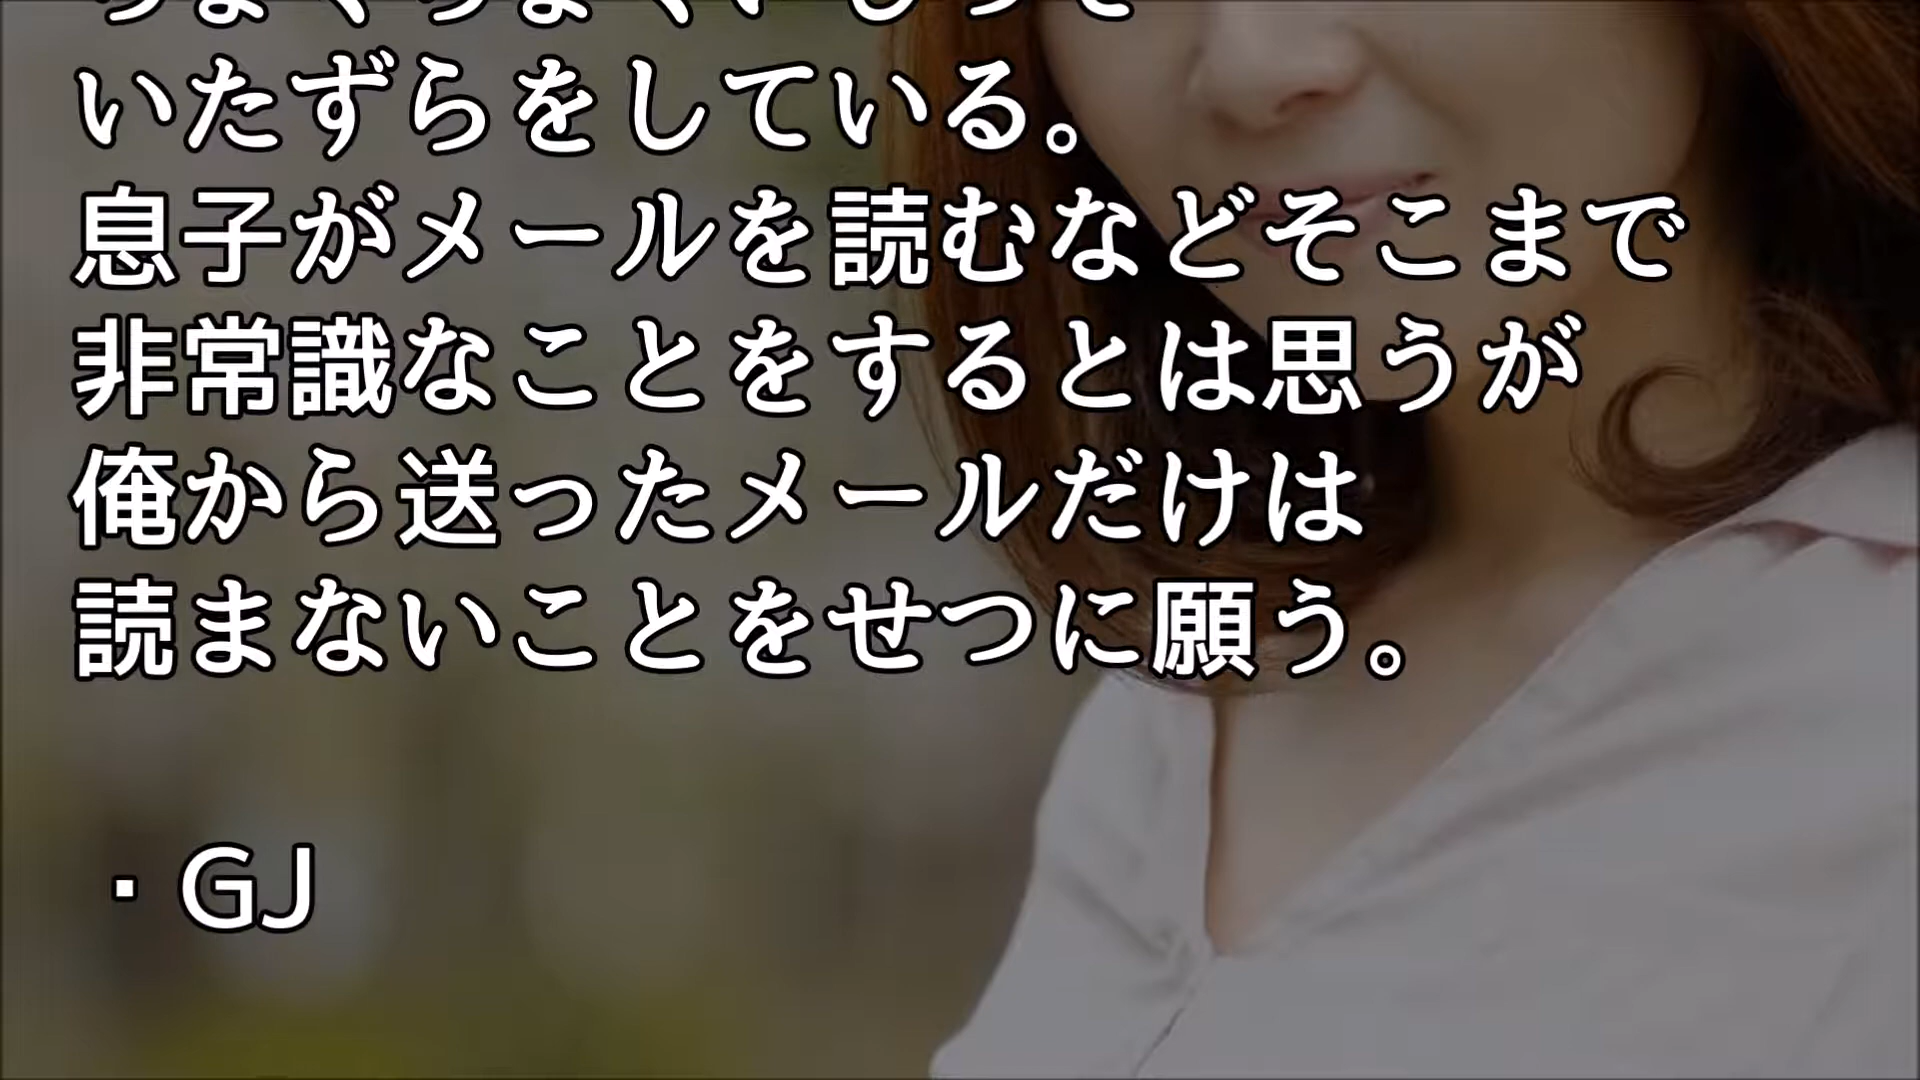 いたずらをしている。
息子がメールを読むなどそこまで
非常識なことをするとは思うが
俺から送ったメールだけは
読まないことをせつに願う。
・GJ